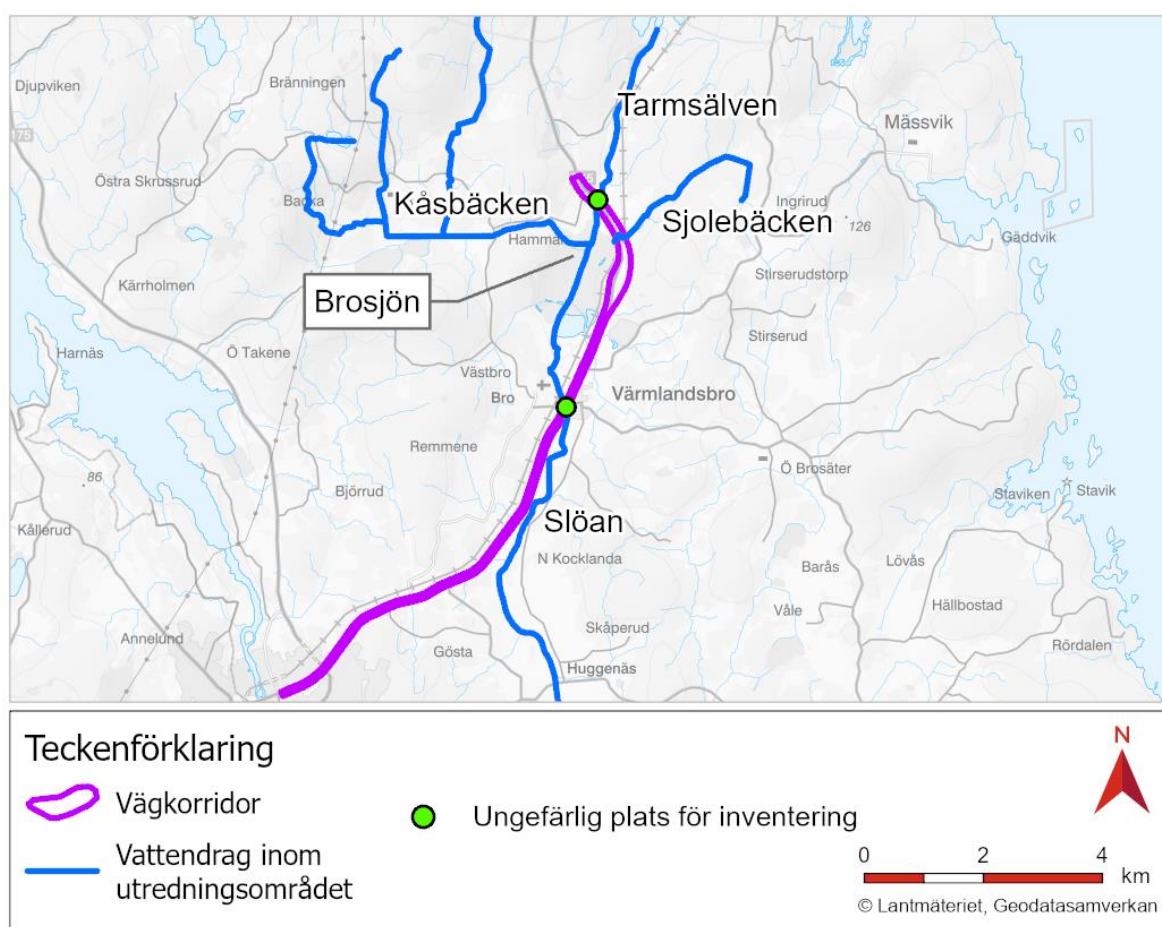 Djupviken
Bränningen
Tarmsälven
Mässvik
175
Östra Skrussrud
Backa
Kåsbäcken
Sjolebäcken
Ingrirud
126
Hammar
Gäddvik
Kärrholmen
Brosjön
Stirserudstorp
Harnäs
Ö Takene
Stirserud
Västbro
Bro
Värmlandsbro
Remmene
86
Björrud
Ö Brosäter
Staviken
Stavik
Kållerud
Slöan
N Kocklanda
Barås
Lövås
Hällbostad
Våle
Skåperud
Annelund
Gösta
Rördalen
Huggenäs
Teckenförklaring
Vägkorridor
Ungefärlig plats för inventering
Vattendrag inom
utredningsområdet
N
0 2 4
km
© Lantmäteriet, Geodatasamverkan